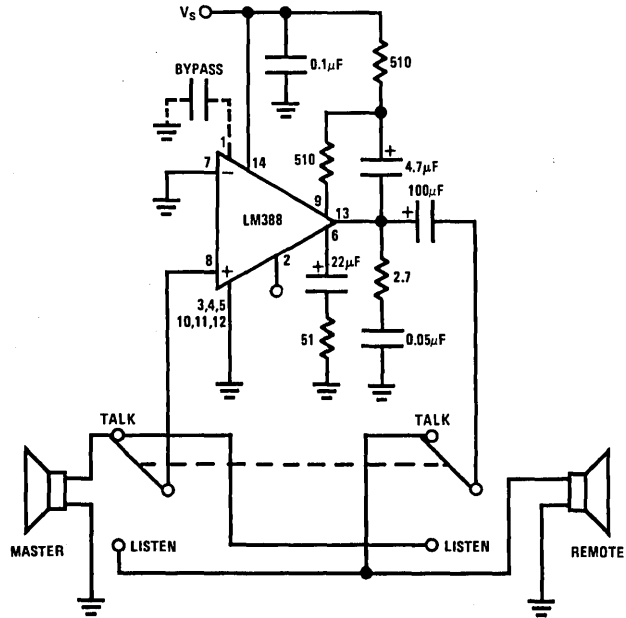 Vs
0.1µF
510
BYPASS
1
14
7
−
510
+
4.7µF
100µF
9
13
+
LM388
6
8
+
2
+
22µF
2.7
3,4,5
10,11,12
51
0.05µF
TALK
TALK
MASTER
LISTEN
LISTEN
REMOTE